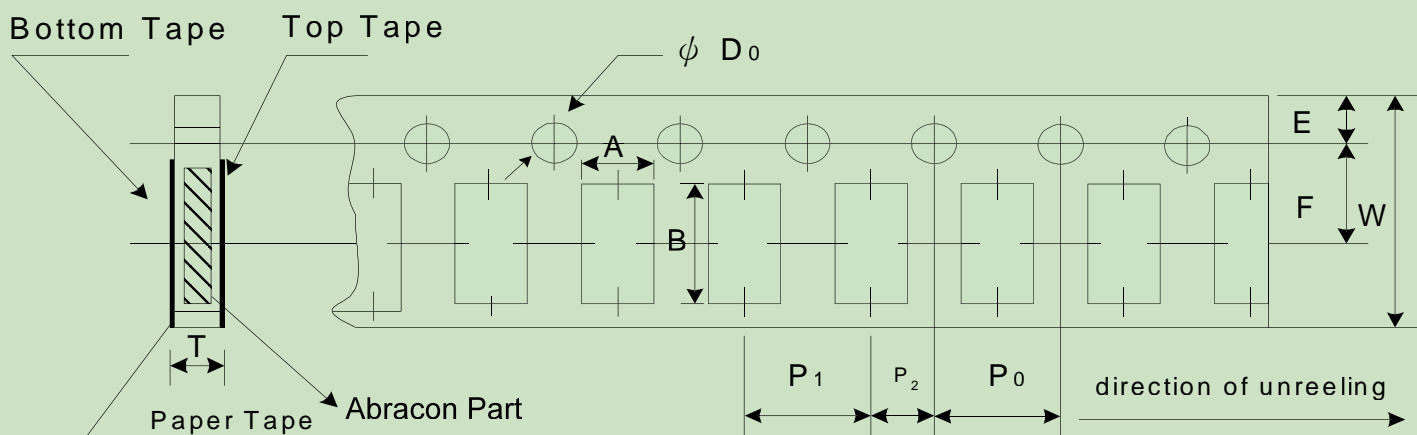 Bottom Tape
Top Tape
ϕ D0
E
A
F
W
B
T
P1
P2
P0
direction of unreeling
Abracon Part
Paper Tape